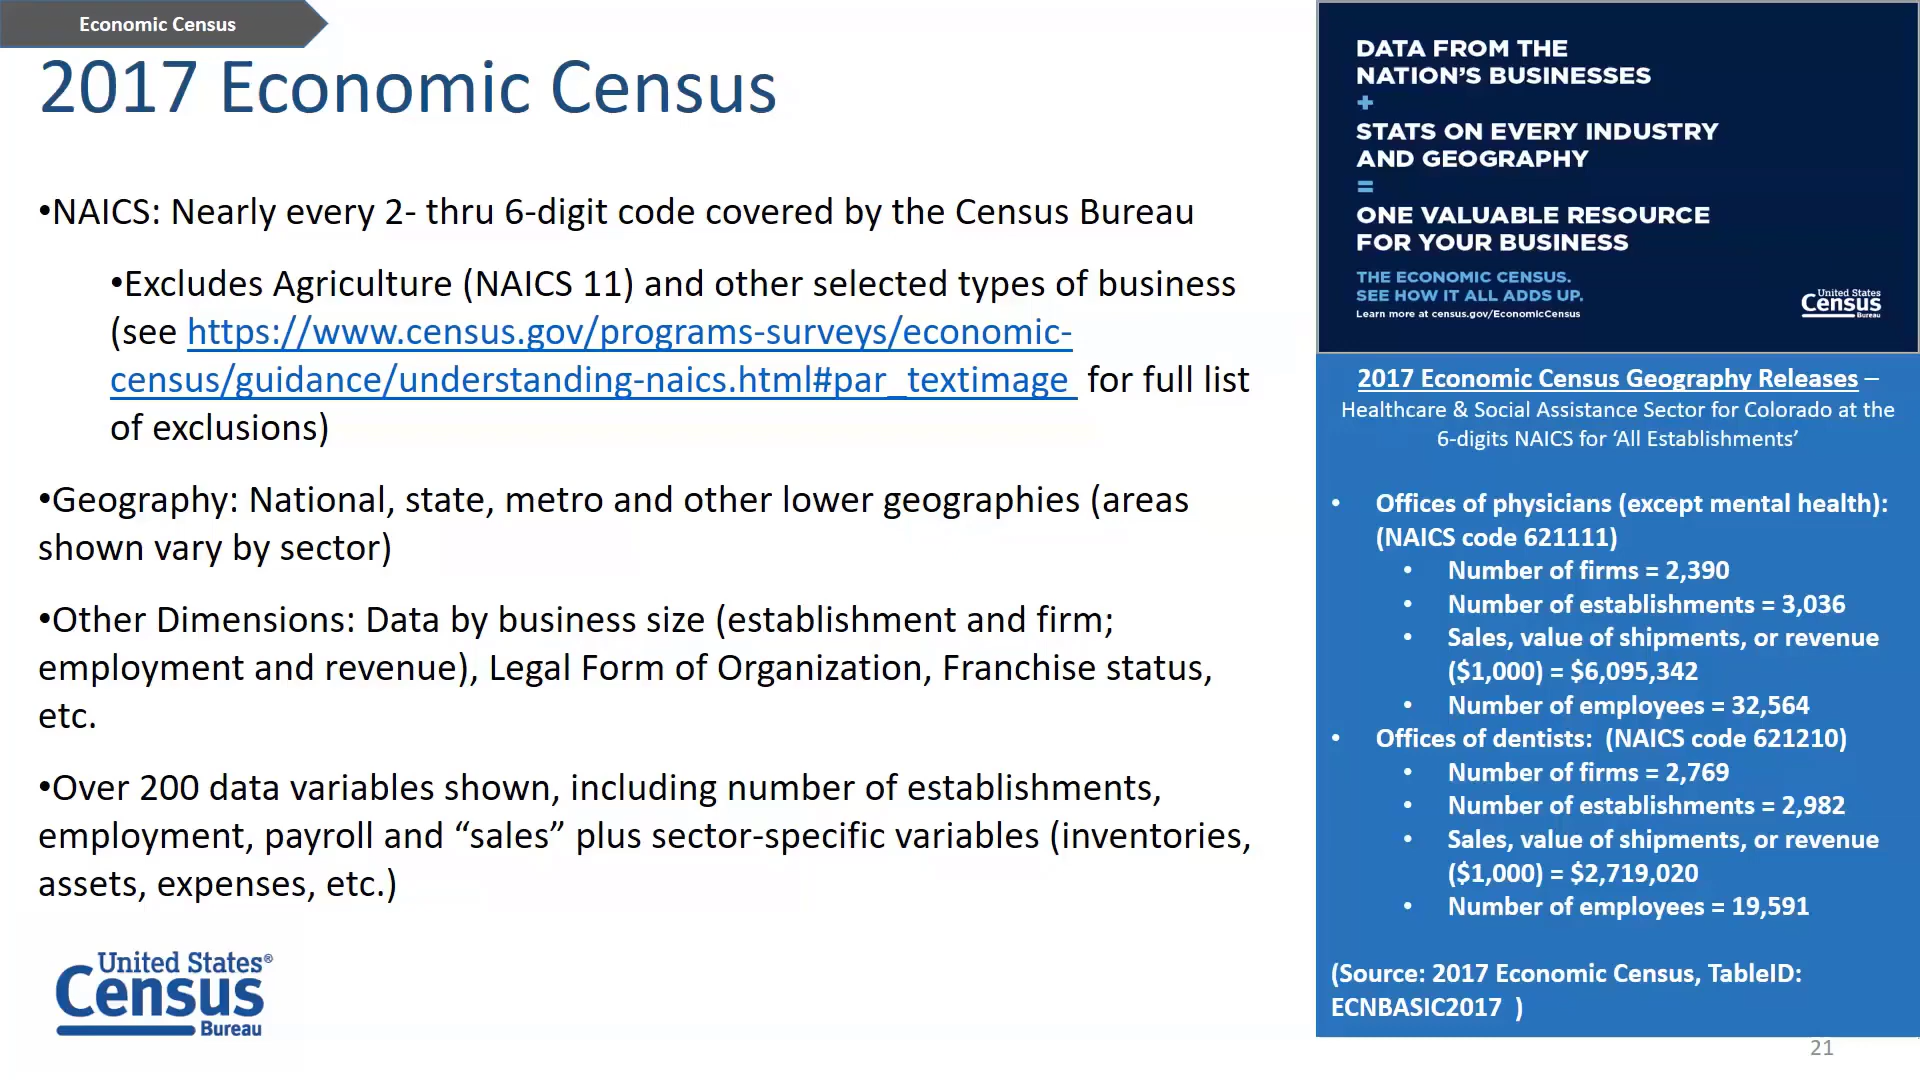 Economic Census
2017 Economic Census
•NAICS: Nearly every 2- thru 6-digit code covered by the Census Bureau
•Excludes Agriculture (NAICS 11) and other selected types of business
(see https://www.census.gov/programs-surveys/economic-
census/guidance/understanding-naics.html#par_textimage for full list
of exclusions)
•Geography: National, state, metro and other lower geographies (areas
shown vary by sector)
•Other Dimensions: Data by business size (establishment and firm;
employment and revenue), Legal Form of Organization, Franchise status,
etc.
•Over 200 data variables shown, including number of establishments,
employment, payroll and “sales” plus sector-specific variables (inventories,
assets, expenses, etc.)
United States®
Census
Bureau
DATA FROM THE
NATION’S BUSINESSES
+
STATS ON EVERY INDUSTRY
AND GEOGRAPHY
=
ONE VALUABLE RESOURCE
FOR YOUR BUSINESS
THE ECONOMIC CENSUS.
SEE HOW IT ALL ADDS UP.
Learn more at census.gov/EconomicCensus
United States
Census
Bureau
2017 Economic Census Geography Releases –
Healthcare & Social Assistance Sector for Colorado at the
6-digits NAICS for ‘All Establishments’
• Offices of physicians (except mental health):
(NAICS code 621111)
• Number of firms = 2,390
• Number of establishments = 3,036
• Sales, value of shipments, or revenue
($1,000) = $6,095,342
• Number of employees = 32,564
• Offices of dentists: (NAICS code 621210)
• Number of firms = 2,769
• Number of establishments = 2,982
• Sales, value of shipments, or revenue
($1,000) = $2,719,020
• Number of employees = 19,591
(Source: 2017 Economic Census, TableID:
ECNBASIC2017 )
21